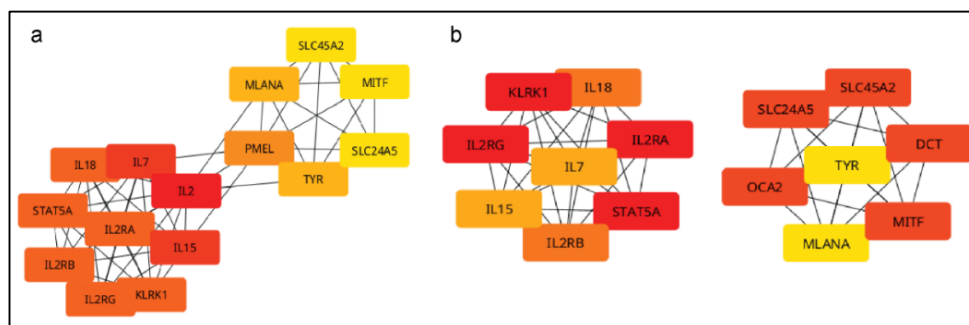 a
SLC45A2
MLANA
MITF
PMEL
SLC24A5
TYR
IL18
IL7
IL2
STAT5A
IL2RA
IL15
IL2RB
IL2RG
KLRK1
b
KLRK1
IL18
IL2RG
IL2RA
IL7
IL15
STAT5A
IL2RB
SLC45A2
SLC24A5
DCT
TYR
OCA2
MITF
MLANA